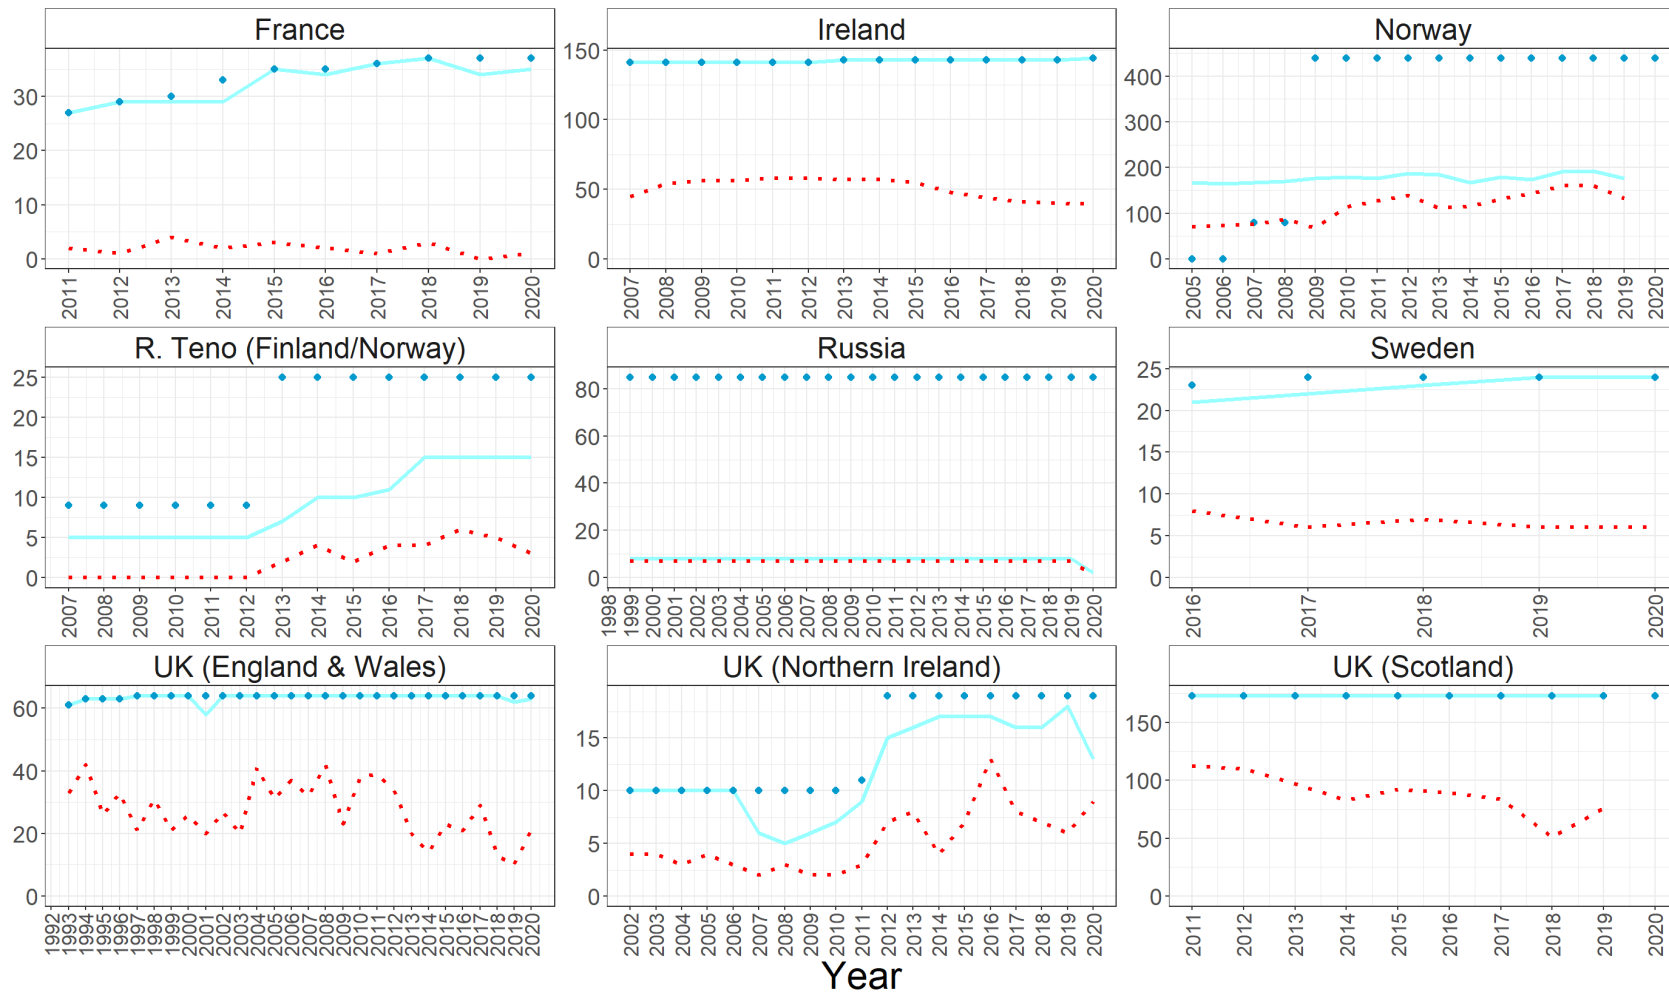 France
30
20
10
0
2011 2012 2013 2014 2015 2016 2017 2018 2019 2020
Ireland
150
100
50
0
2007 2008 2009 2010 2011 2012 2013 2014 2015 2016 2017 2018 2019 2020
Norway
400
300
200
100
0
2005 2006 2007 2008 2009 2010 2011 2012 2013 2014 2015 2016 2017 2018 2019 2020
R. Teno (Finland/Norway)
25
20
15
10
5
0
2007 2008 2009 2010 2011 2012 2013 2014 2015 2016 2017 2018 2019 2020
Russia
80
60
40
20
0
1998 1999 2000 2001 2002 2003 2004 2005 2006 2007 2008 2009 2010 2011 2012 2013 2014 2015 2016 2017 2018 2019 2020
Sweden
25
20
15
10
5
0
2016 2017 2018 2019 2020
UK (England & Wales)
60
40
20
0
1992 1993 1994 1995 1996 1997 1998 1999 2000 2001 2002 2003 2004 2005 2006 2007 2008 2009 2010 2011 2012 2013 2014 2015 2016 2017 2018 2019 2020
UK (Northern Ireland)
15
10
5
0
2002 2003 2004 2005 2006 2007 2008 2009 2010 2011 2012 2013 2014 2015 2016 2017 2018 2019 2020
UK (Scotland)
150
100
50
0
2011 2012 2013 2014 2015 2016 2017 2018 2019 2020
Year